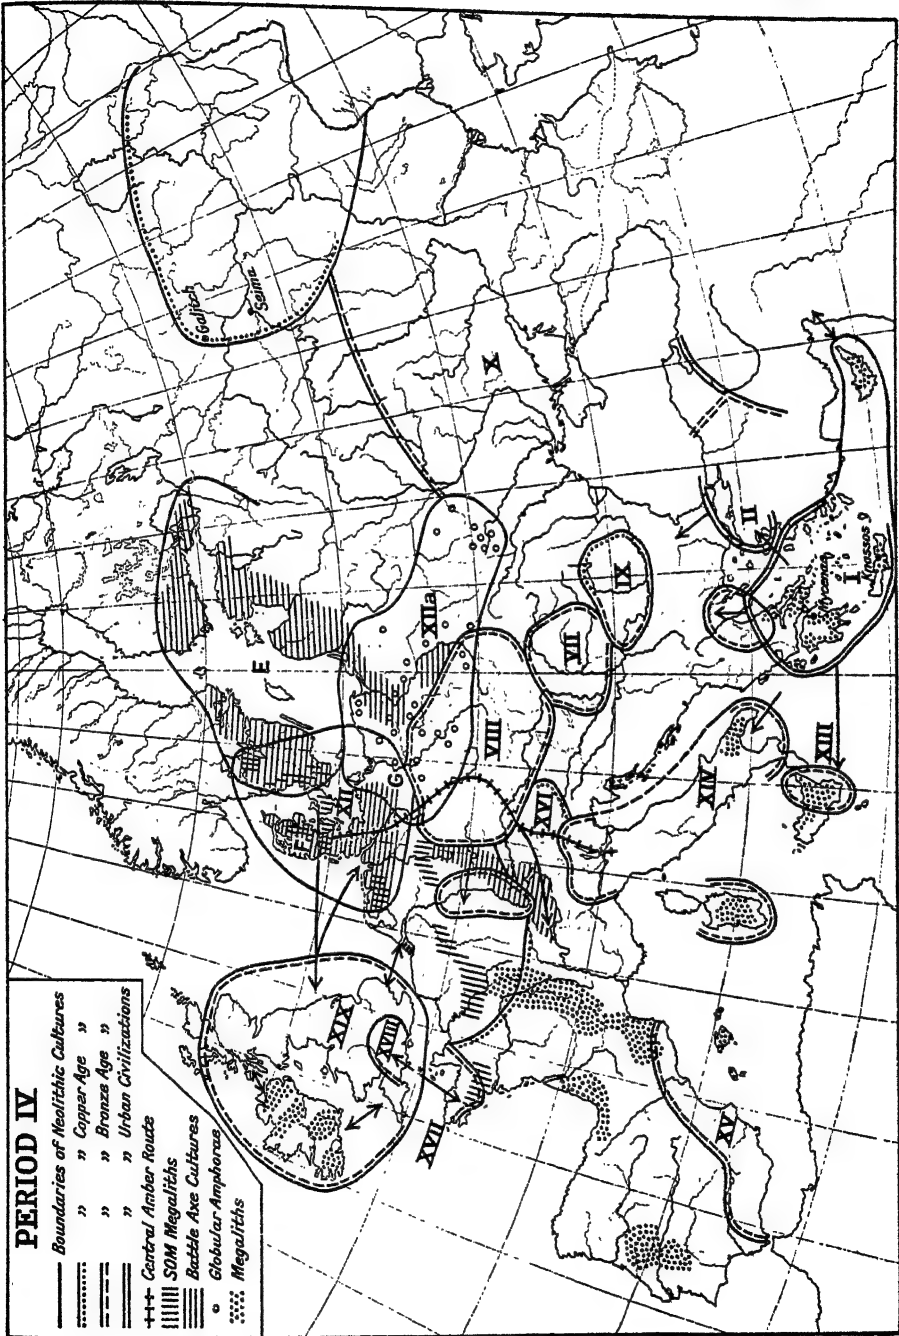 PERIOD IV
Boundaries of Neolithic Cultures
„ „ Copper Age „
„ „ Bronze Age „
„ „ Urban Civilizations
Central Amber Route
SOM Megaliths
Battle Axe Cultures
Globular Amphorae
Megaliths
Galitch
Seima
X
E
F
G
XII
XIIa
VIII
VII
IX
II
I
Mycenae
Knossos
XIII
XIV
XVI
XV
XVII
XVIII
XIX